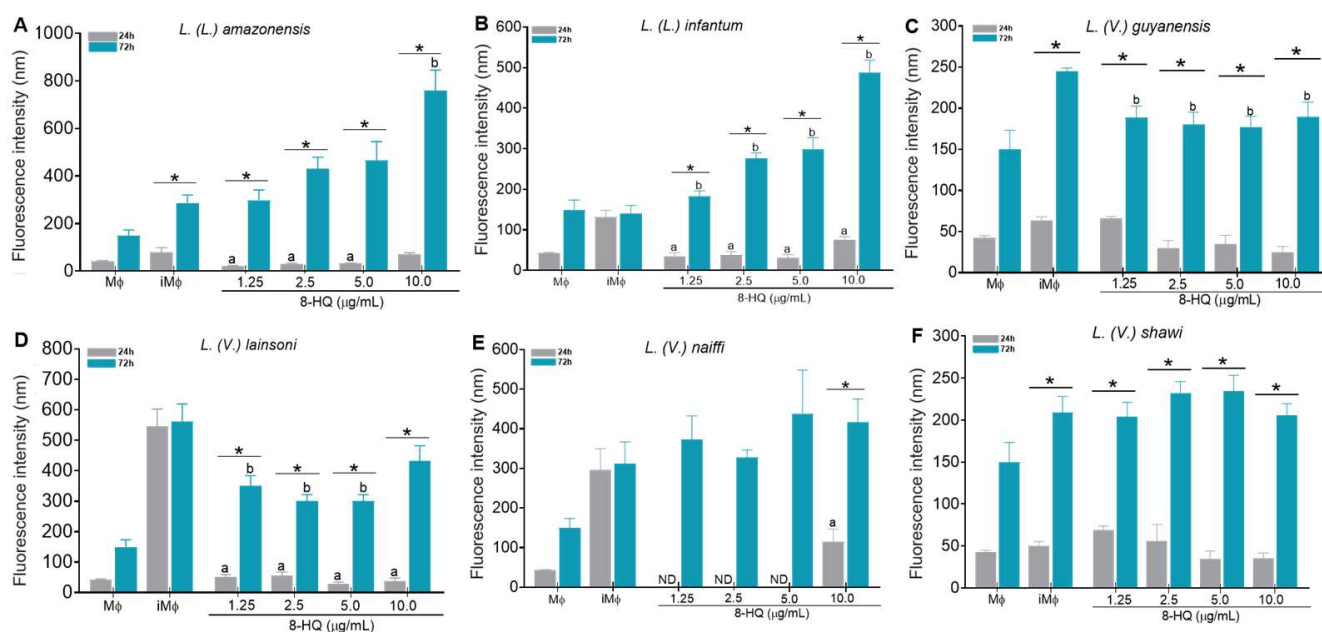 A
L. (L.) amazonensis
24h
72h
Fluorescence intensity (nm)
1000
800
600
400
200
0
* * * * *
b
a a a
Mϕ iMϕ 1.25 2.5 5.0 10.0
8-HQ (μg/mL)
B
L. (L.) infantum
24h
72h
Fluorescence intensity (nm)
600
500
400
300
200
100
0
* * * *
b b b b
a a a a
Mϕ iMϕ 1.25 2.5 5.0 10.0
8-HQ (μg/mL)
C
L. (V.) guyanensis
24h
72h
Fluorescence intensity (nm)
300
250
200
150
100
50
0
* * * * *
b b b b
Mϕ iMϕ 1.25 2.5 5.0 10.0
8-HQ (μg/mL)
D
L. (V.) lainsoni
24h
72h
Fluorescence intensity (nm)
800
700
600
500
400
300
200
100
0
* * * *
b b b
a a a a
Mϕ iMϕ 1.25 2.5 5.0 10.0
8-HQ (μg/mL)
E
L. (V.) naiffi
24h
72h
Fluorescence intensity (nm)
600
500
400
300
200
100
0
*
a
ND ND ND
Mϕ iMϕ 1.25 2.5 5.0 10.0
8-HQ (μg/mL)
F
L. (V.) shawi
24h
72h
Fluorescence intensity (nm)
300
250
200
150
100
50
0
* * * * *
Mϕ iMϕ 1.25 2.5 5.0 10.0
8-HQ (μg/mL)